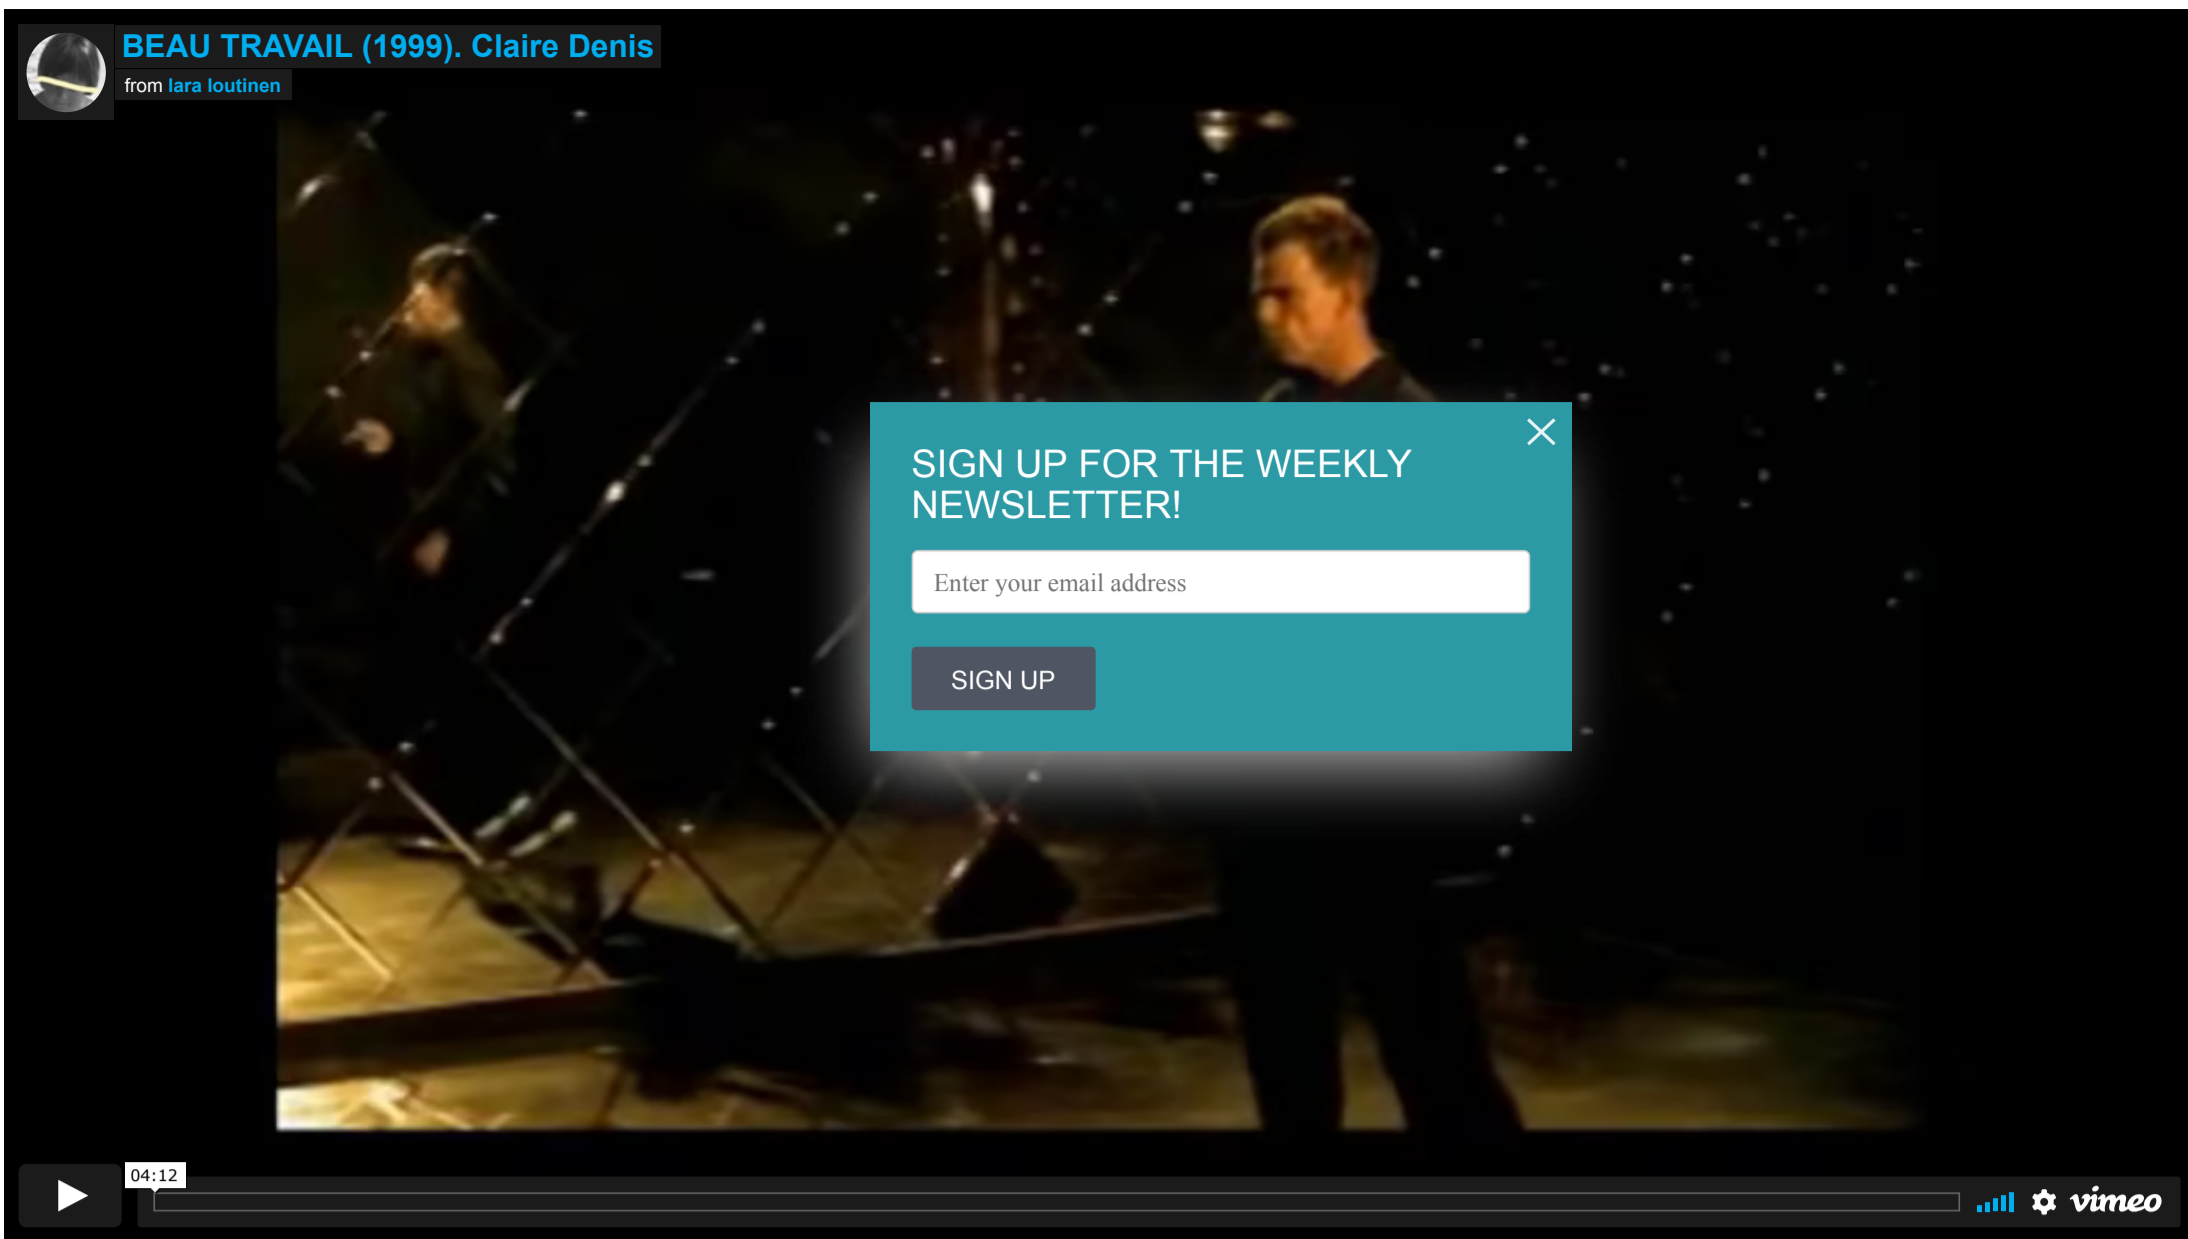 BEAU TRAVAIL (1999). Claire Denis
from lara loutinen
SIGN UP FOR THE WEEKLY
NEWSLETTER!
Enter your email address
SIGN UP
04:12
vimeo